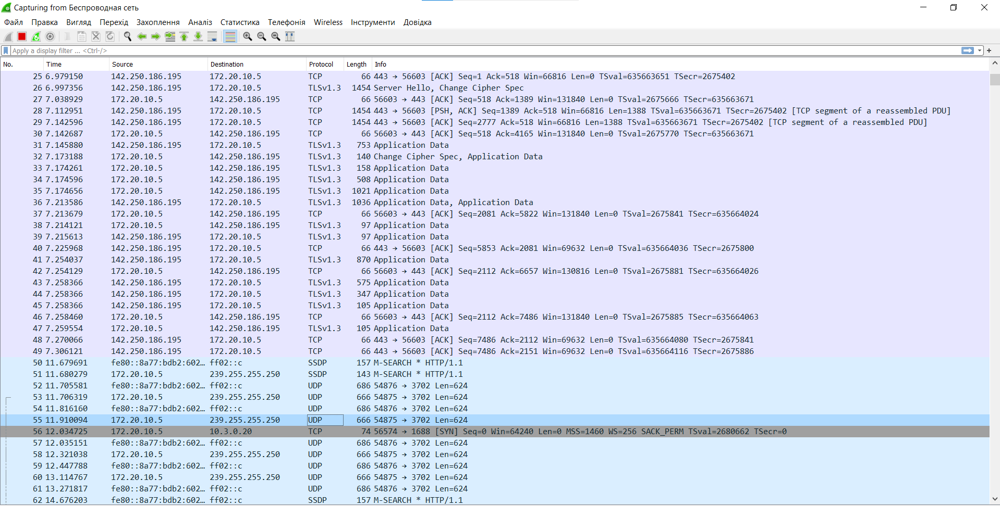 Capturing from Беспроводная сеть
Файл Правка Вигляд Перехід Захоплення Аналіз Статистика Телефонія Wireless Інструменти Довідка
Apply a display filter ... <Ctrl-/>
No. Time Source Destination Protocol Length Info
25 6.979150 142.250.186.195 172.20.10.5 TCP 66 443 → 56603 [ACK] Seq=1 Ack=518 Win=66816 Len=0 TSval=635663651 TSecr=2675402
26 6.997356 142.250.186.195 172.20.10.5 TLSv1.3 1454 Server Hello, Change Cipher Spec
27 7.038929 172.20.10.5 142.250.186.195 TCP 66 56603 → 443 [ACK] Seq=518 Ack=1389 Win=131840 Len=0 TSval=2675666 TSecr=635663671
28 7.112951 142.250.186.195 172.20.10.5 TCP 1454 443 → 56603 [PSH, ACK] Seq=1389 Ack=518 Win=66816 Len=1388 TSval=635663671 TSecr=2675402 [TCP segment of a reassembled PDU]
29 7.142596 142.250.186.195 172.20.10.5 TCP 1454 443 → 56603 [ACK] Seq=2777 Ack=518 Win=66816 Len=1388 TSval=635663671 TSecr=2675402 [TCP segment of a reassembled PDU]
30 7.142687 172.20.10.5 142.250.186.195 TCP 66 56603 → 443 [ACK] Seq=518 Ack=4165 Win=131840 Len=0 TSval=2675770 TSecr=635663671
31 7.145880 142.250.186.195 172.20.10.5 TLSv1.3 753 Application Data
32 7.173188 172.20.10.5 142.250.186.195 TLSv1.3 140 Change Cipher Spec, Application Data
33 7.174261 172.20.10.5 142.250.186.195 TLSv1.3 158 Application Data
34 7.174596 172.20.10.5 142.250.186.195 TLSv1.3 508 Application Data
35 7.174656 172.20.10.5 142.250.186.195 TLSv1.3 1021 Application Data
36 7.213586 142.250.186.195 172.20.10.5 TLSv1.3 1036 Application Data, Application Data
37 7.213679 172.20.10.5 142.250.186.195 TCP 66 56603 → 443 [ACK] Seq=2081 Ack=5822 Win=131840 Len=0 TSval=2675841 TSecr=635664024
38 7.214121 172.20.10.5 142.250.186.195 TLSv1.3 97 Application Data
39 7.215613 142.250.186.195 172.20.10.5 TLSv1.3 97 Application Data
40 7.225968 142.250.186.195 172.20.10.5 TCP 66 443 → 56603 [ACK] Seq=5853 Ack=2081 Win=69632 Len=0 TSval=635664036 TSecr=2675800
41 7.254037 142.250.186.195 172.20.10.5 TLSv1.3 870 Application Data
42 7.254129 172.20.10.5 142.250.186.195 TCP 66 56603 → 443 [ACK] Seq=2112 Ack=6657 Win=130816 Len=0 TSval=2675881 TSecr=635664026
43 7.258366 142.250.186.195 172.20.10.5 TLSv1.3 575 Application Data
44 7.258366 142.250.186.195 172.20.10.5 TLSv1.3 347 Application Data
45 7.258366 142.250.186.195 172.20.10.5 TLSv1.3 105 Application Data
46 7.258460 172.20.10.5 142.250.186.195 TCP 66 56603 → 443 [ACK] Seq=2112 Ack=7486 Win=131840 Len=0 TSval=2675885 TSecr=635664063
47 7.259554 172.20.10.5 142.250.186.195 TLSv1.3 105 Application Data
48 7.270066 142.250.186.195 172.20.10.5 TCP 66 443 → 56603 [ACK] Seq=7486 Ack=2112 Win=69632 Len=0 TSval=635664080 TSecr=2675841
49 7.306121 142.250.186.195 172.20.10.5 TCP 66 443 → 56603 [ACK] Seq=7486 Ack=2151 Win=69632 Len=0 TSval=635664116 TSecr=2675886
50 11.679691 fe80::8a77:bdb2:602… ff02::c SSDP 157 M-SEARCH * HTTP/1.1
51 11.680279 172.20.10.5 239.255.255.250 SSDP 143 M-SEARCH * HTTP/1.1
52 11.705581 fe80::8a77:bdb2:602… ff02::c UDP 686 54876 → 3702 Len=624
53 11.706319 172.20.10.5 239.255.255.250 UDP 666 54875 → 3702 Len=624
54 11.816160 fe80::8a77:bdb2:602… ff02::c UDP 686 54876 → 3702 Len=624
55 11.910094 172.20.10.5 239.255.255.250 UDP 666 54875 → 3702 Len=624
56 12.034725 172.20.10.5 10.3.0.20 TCP 74 56574 → 1688 [SYN] Seq=0 Win=64240 Len=0 MSS=1460 WS=256 SACK_PERM TSval=2680662 TSecr=0
57 12.035151 fe80::8a77:bdb2:602… ff02::c UDP 686 54876 → 3702 Len=624
58 12.321038 172.20.10.5 239.255.255.250 UDP 666 54875 → 3702 Len=624
59 12.447788 fe80::8a77:bdb2:602… ff02::c UDP 686 54876 → 3702 Len=624
60 13.114767 172.20.10.5 239.255.255.250 UDP 666 54875 → 3702 Len=624
61 13.271817 fe80::8a77:bdb2:602… ff02::c UDP 686 54876 → 3702 Len=624
62 14.676203 fe80::8a77:bdb2:602… ff02::c SSDP 157 M-SEARCH * HTTP/1.1